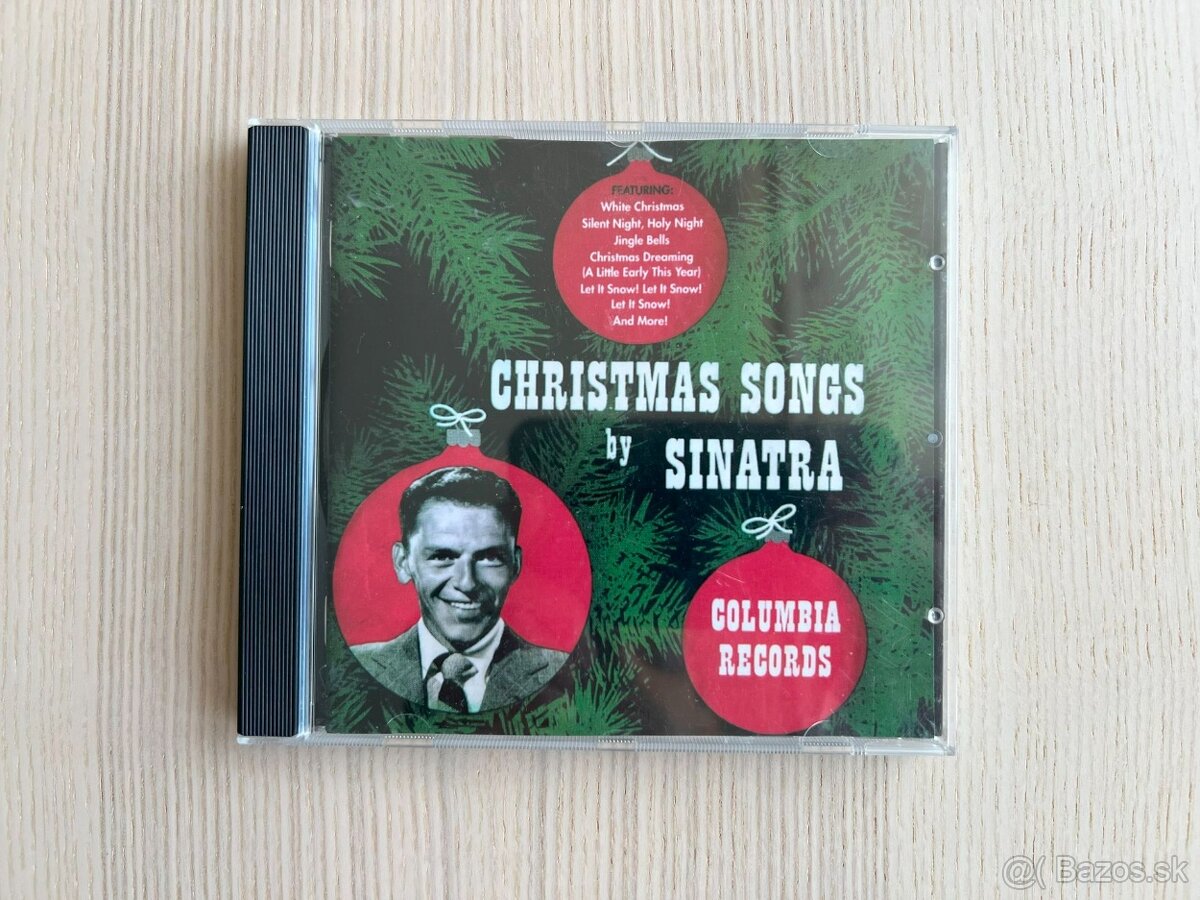 FEATURING:
White Christmas
Silent Night, Holy Night
Jingle Bells
Christmas Dreaming
(A Little Early This Year)
Let It Snow! Let It Snow!
Let It Snow!
And More!
CHRISTMAS SONGS
by SINATRA
COLUMBIA
RECORDS
@( Bazos.sk